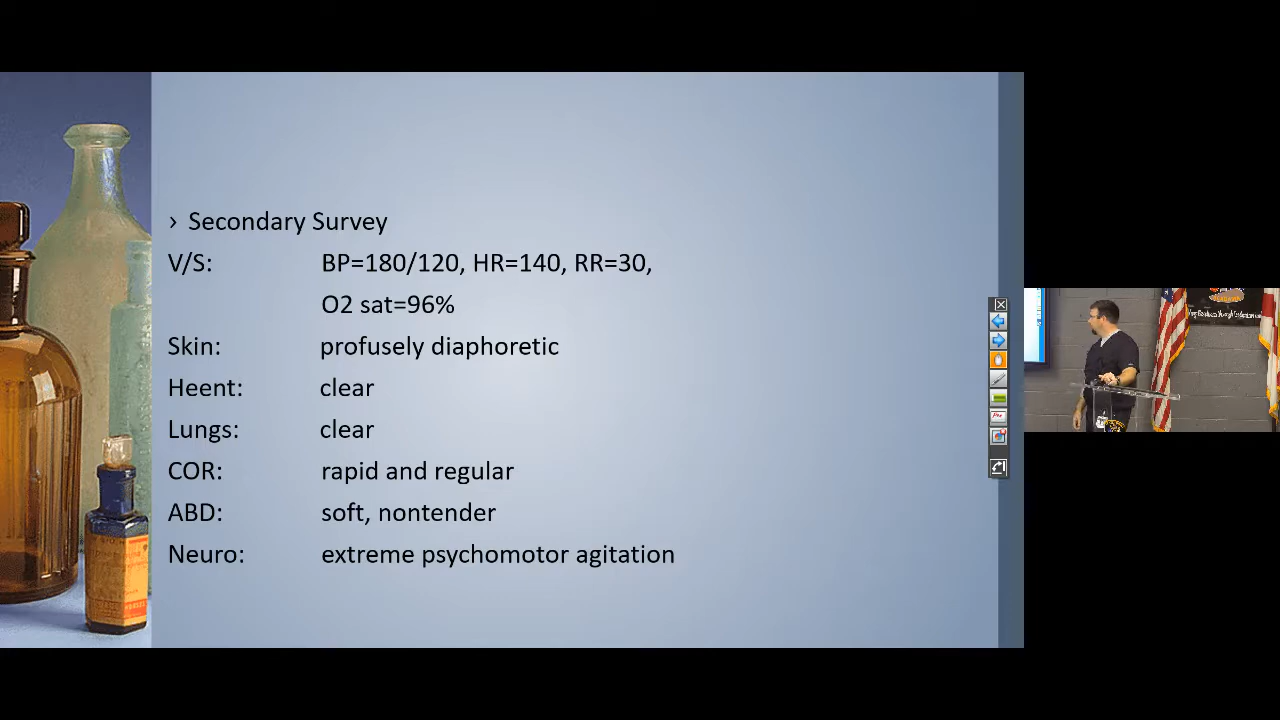 › Secondary Survey
V/S: BP=180/120, HR=140, RR=30,
O2 sat=96%
Skin: profusely diaphoretic
Heent: clear
Lungs: clear
COR: rapid and regular
ABD: soft, nontender
Neuro: extreme psychomotor agitation